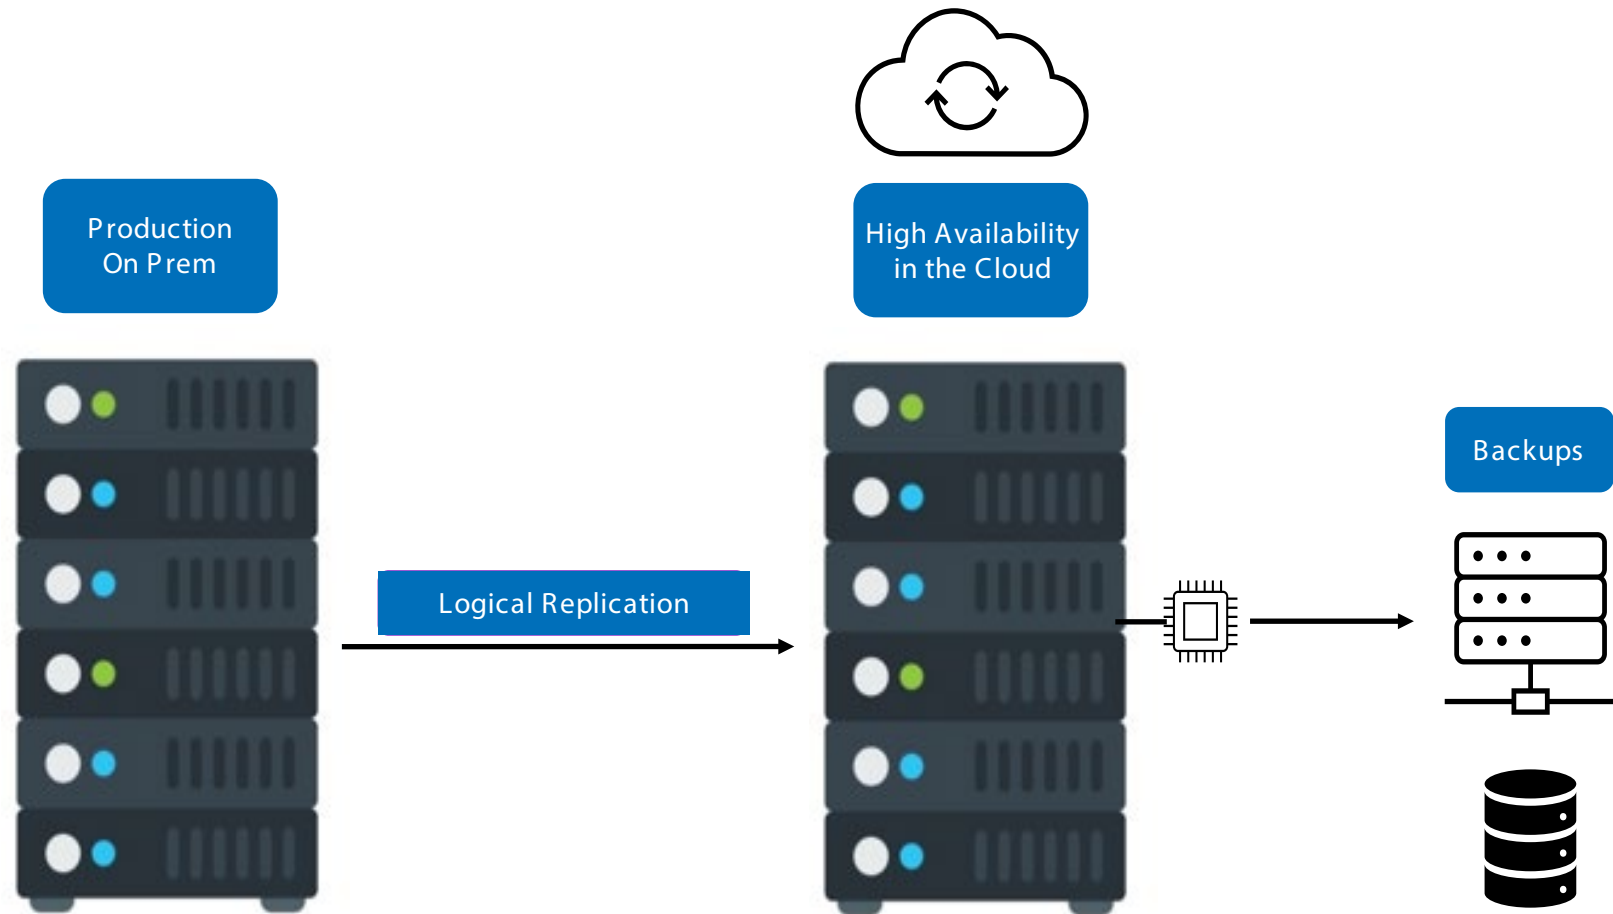 Production
On Prem
High Availability
in the Cloud
Backups
Logical Replication